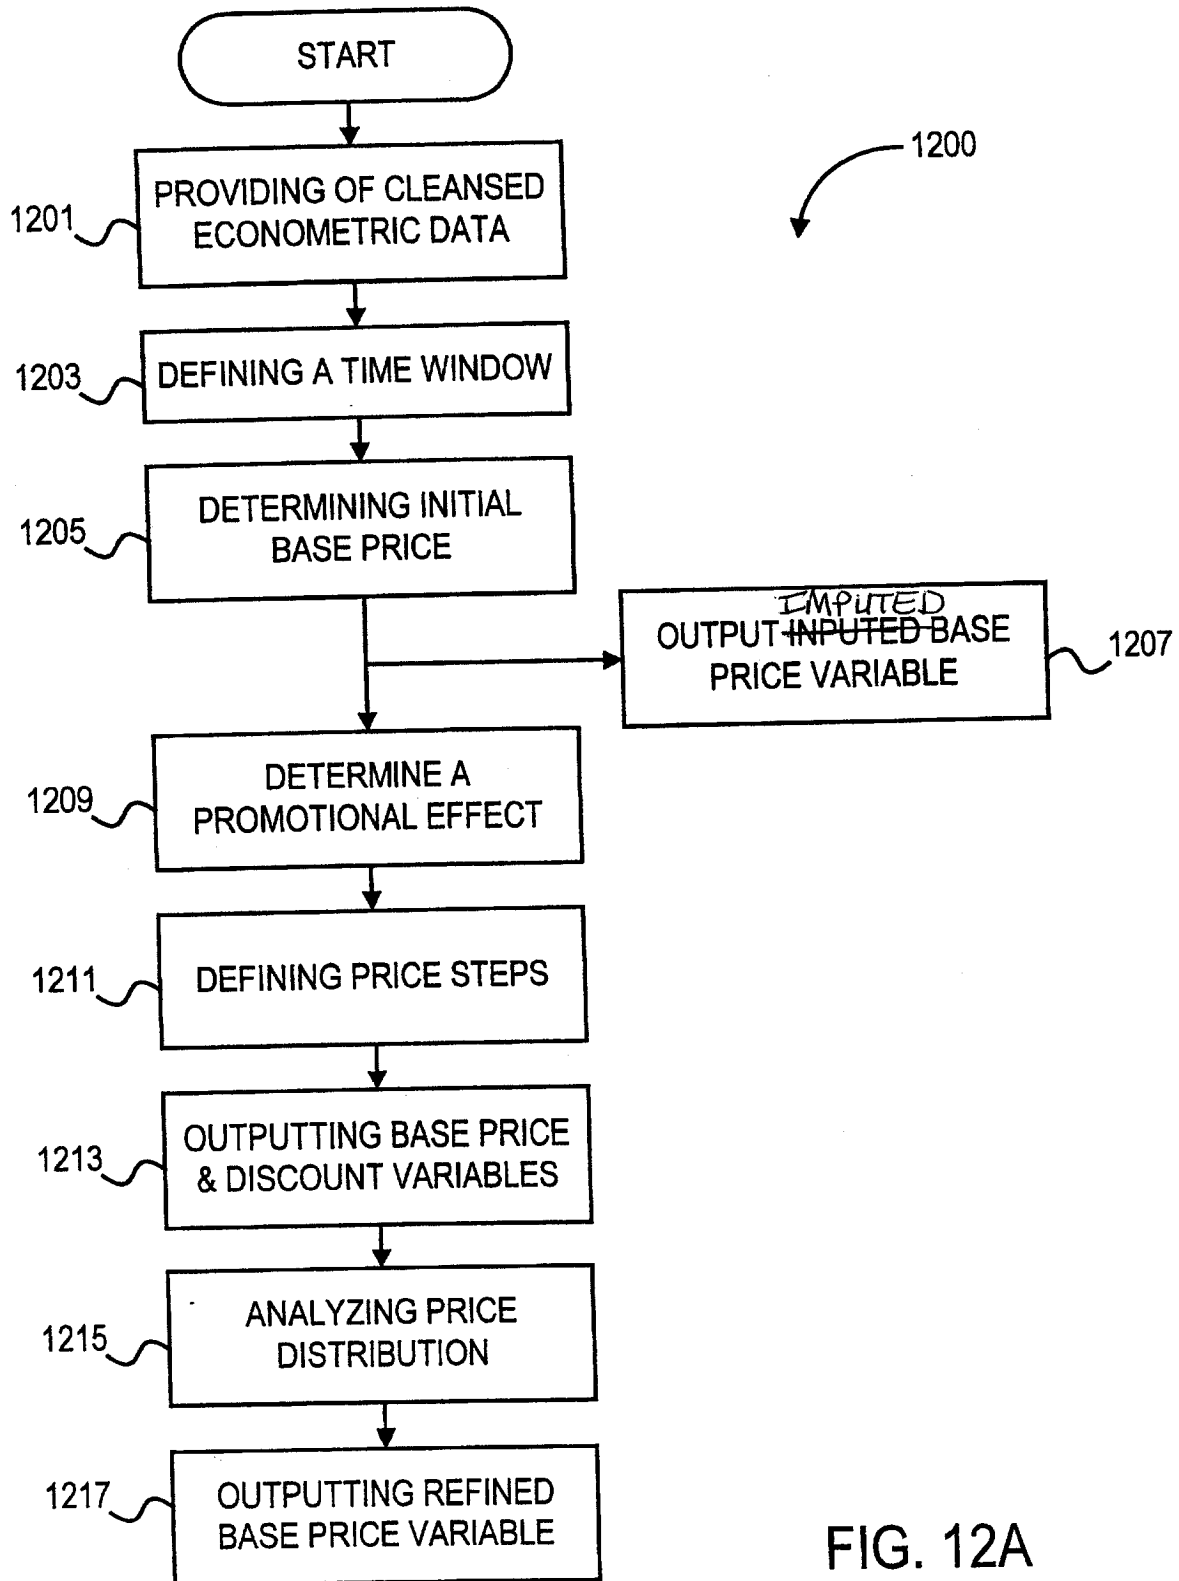 START
1200
PROVIDING OF CLEANSED
ECONOMETRIC DATA
1201
DEFINING A TIME WINDOW
1203
DETERMINING INITIAL
BASE PRICE
1205
IMPUTED
OUTPUT INPUTED BASE
PRICE VARIABLE
1207
DETERMINE A
PROMOTIONAL EFFECT
1209
DEFINING PRICE STEPS
1211
OUTPUTTING BASE PRICE
& DISCOUNT VARIABLES
1213
ANALYZING PRICE
DISTRIBUTION
1215
OUTPUTTING REFINED
BASE PRICE VARIABLE
1217
FIG. 12A